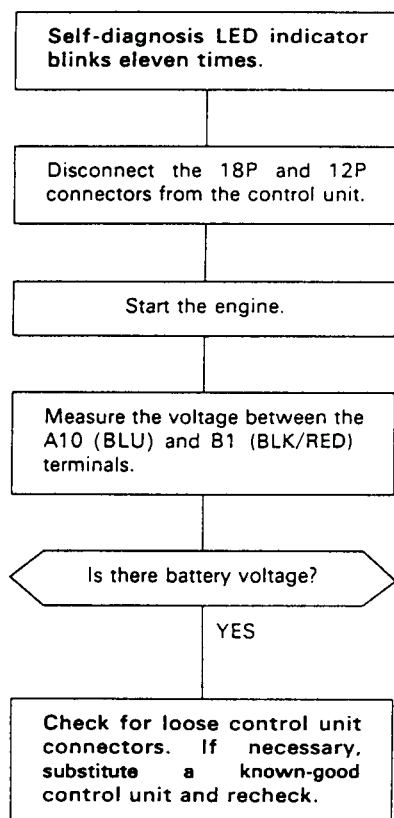 Self-diagnosis LED indicator
blinks eleven times.
Disconnect the 18P and 12P
connectors from the control unit.
Start the engine.
Measure the voltage between the
A10 (BLU) and B1 (BLK/RED)
terminals.
Is there battery voltage?
YES
Check for loose control unit
connectors. If necessary,
substitute a known-good
control unit and recheck.